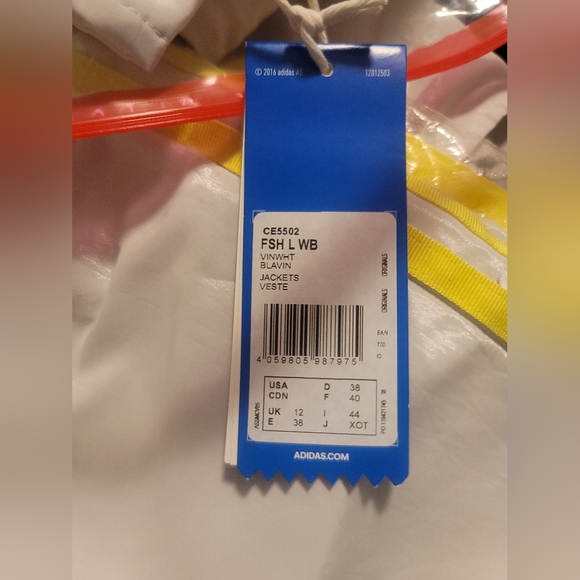 © 2016 adidas
12012503
CE5502
FSH L WB
VINWHT
BLAVIN
JACKETS
VESTE
4 059805 987975
USA D 38
CDN F 40
UK 12 I 44
E 38 J XOT
ORIGINALS
ORIGINALS
EAN
ADIDAS.COM